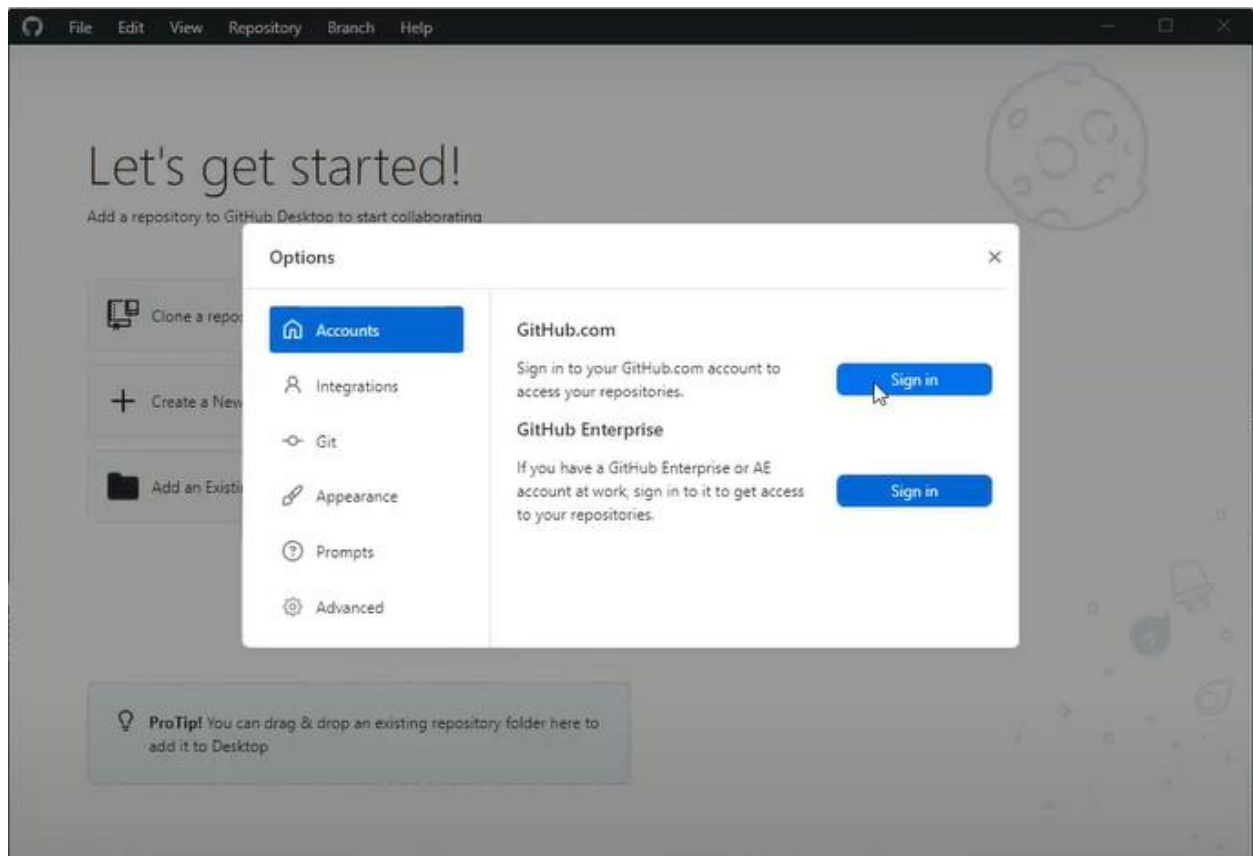 File Edit View Repository Branch Help
Let's get started!
Add a repository to GitHub Desktop to start collaborating
Clone a repo
Create a New
Add an Existi
Options
Accounts
Integrations
Git
Appearance
Prompts
Advanced
GitHub.com
Sign in to your GitHub.com account to
access your repositories.
Sign in
GitHub Enterprise
If you have a GitHub Enterprise or AE
account at work, sign in to it to get access
to your repositories.
Sign in
ProTip! You can drag & drop an existing repository folder here to
add it to Desktop